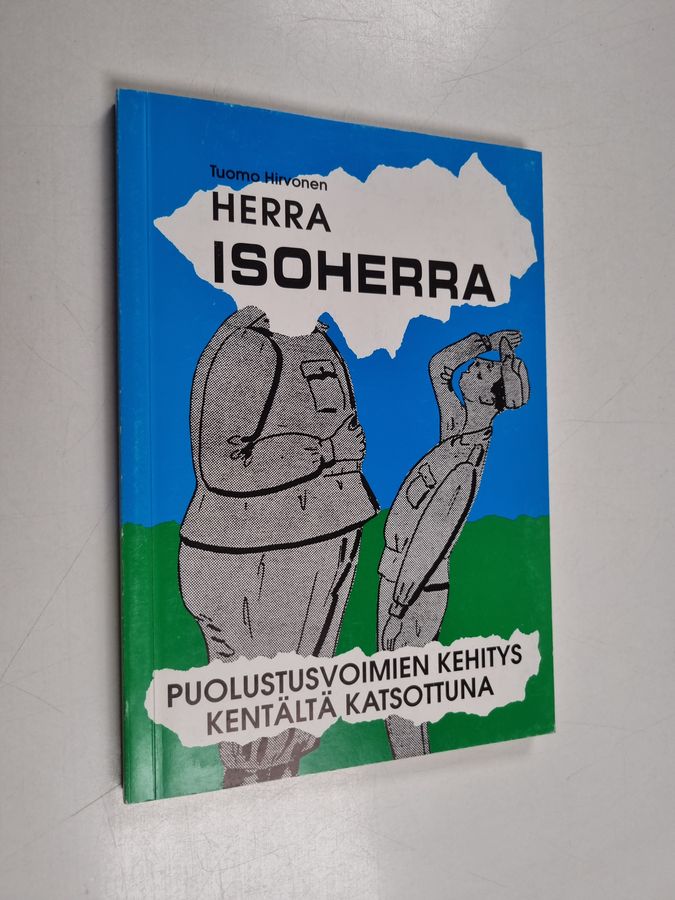 Tuomo Hirvonen
HERRA
ISOHERRA
PUOLUSTUSVOIMIEN KEHITYS
KENTÄLTÄ KATSOTTUNA